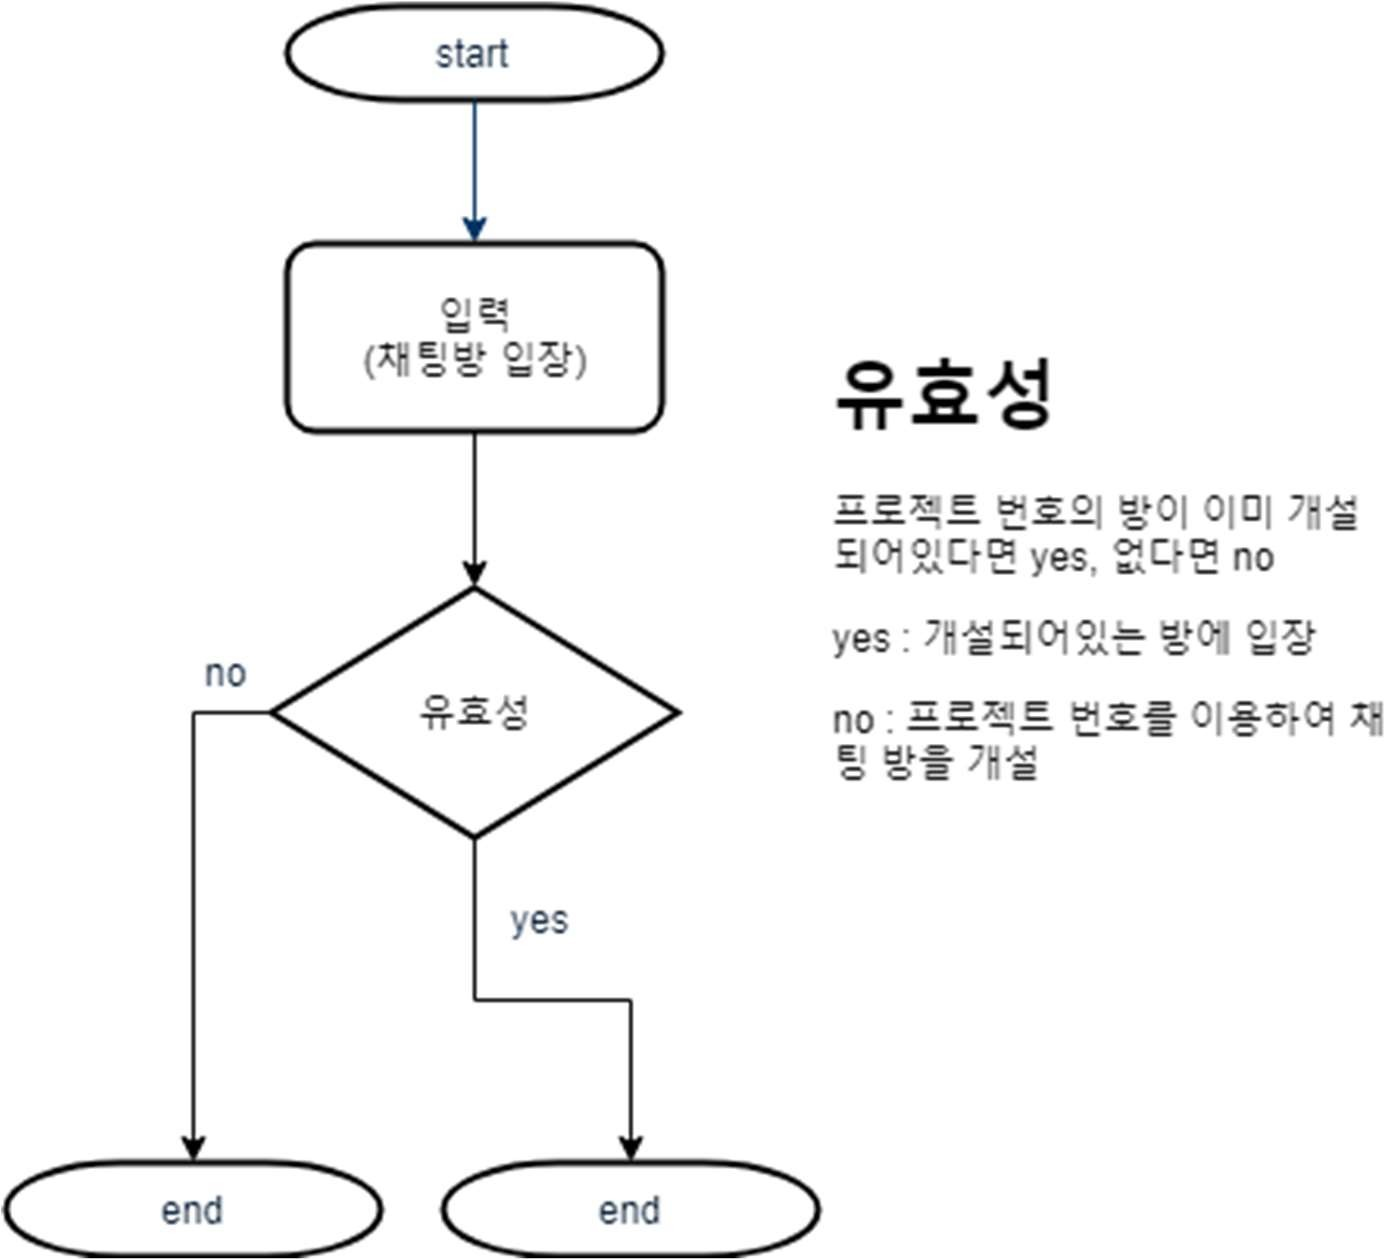 start
입력
(채팅방 입장)
유효성
프로젝트 번호의 방이 이미 개설
되어있다면 yes, 없다면 no
yes : 개설되어있는 방에 입장
no : 프로젝트 번호를 이용하여 채
팅 방을 개설
no
유효성
yes
end
end